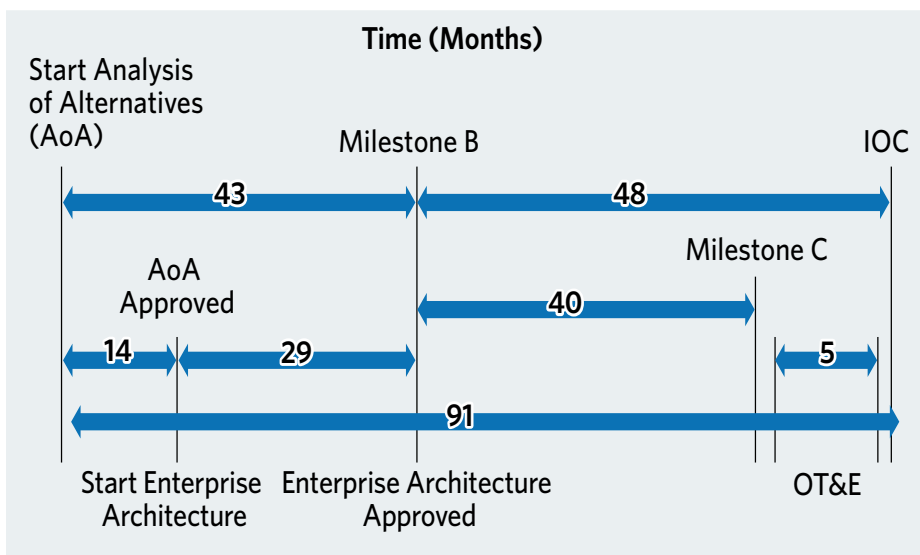 Time (Months)
Start Analysis
of Alternatives
(AoA)
Milestone B
IOC
43
48
Milestone C
AoA
Approved
40
14
29
5
91
Start Enterprise
Architecture
Enterprise Architecture
Approved
OT&E